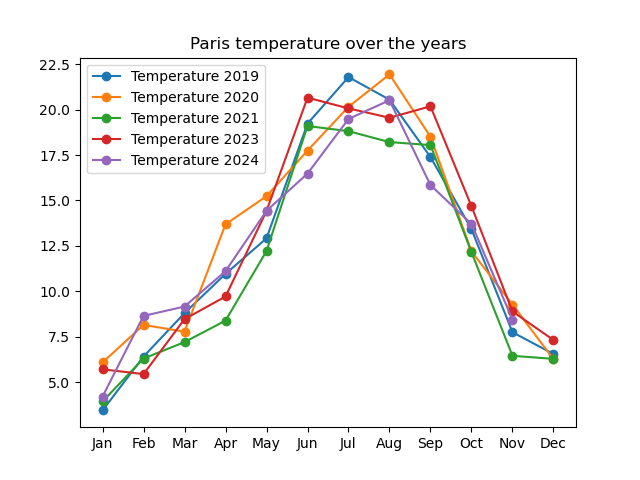 Paris temperature over the years
22.5
20.0
17.5
15.0
12.5
10.0
7.5
5.0
Temperature 2019
Temperature 2020
Temperature 2021
Temperature 2023
Temperature 2024
Jan Feb Mar Apr May Jun Jul Aug Sep Oct Nov Dec